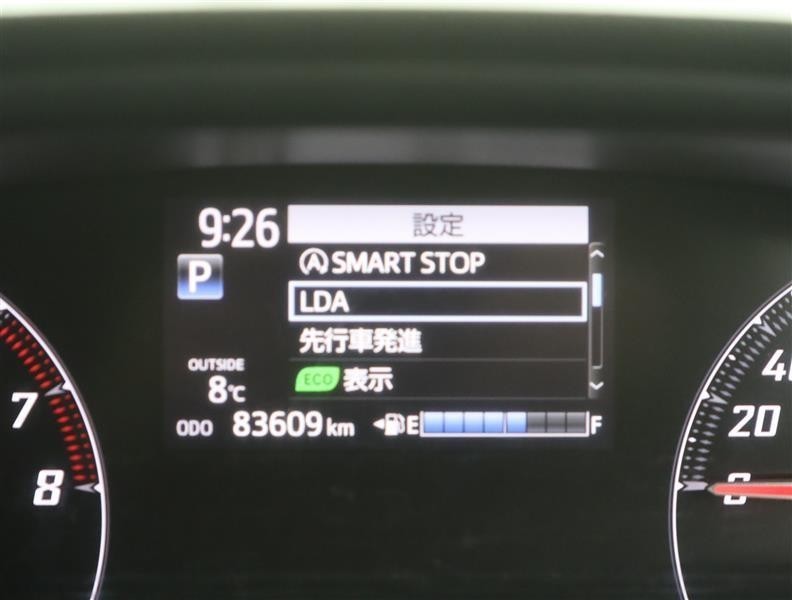 9:26
設定
P
A SMART STOP
LDA
先行車発進
ECO 表示
OUTSIDE
8℃
ODO 83609 km
E F
7
8
40
20
0